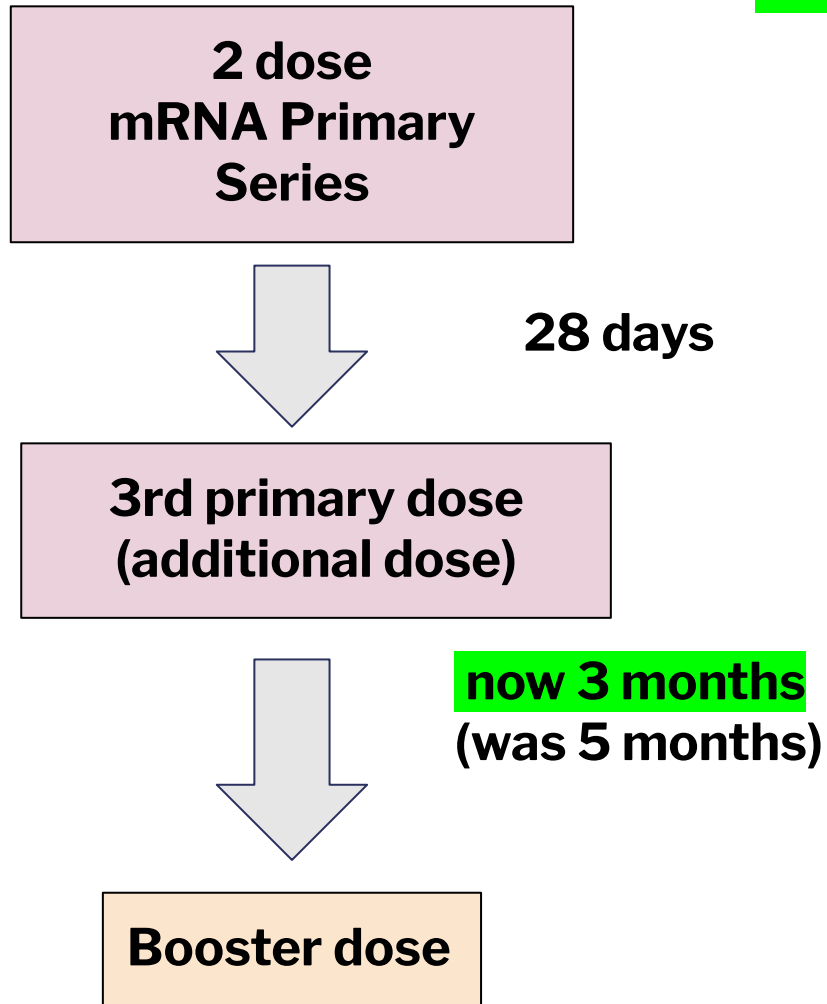 2 dose
mRNA Primary
Series
28 days
3rd primary dose
(additional dose)
now 3 months
(was 5 months)
Booster dose